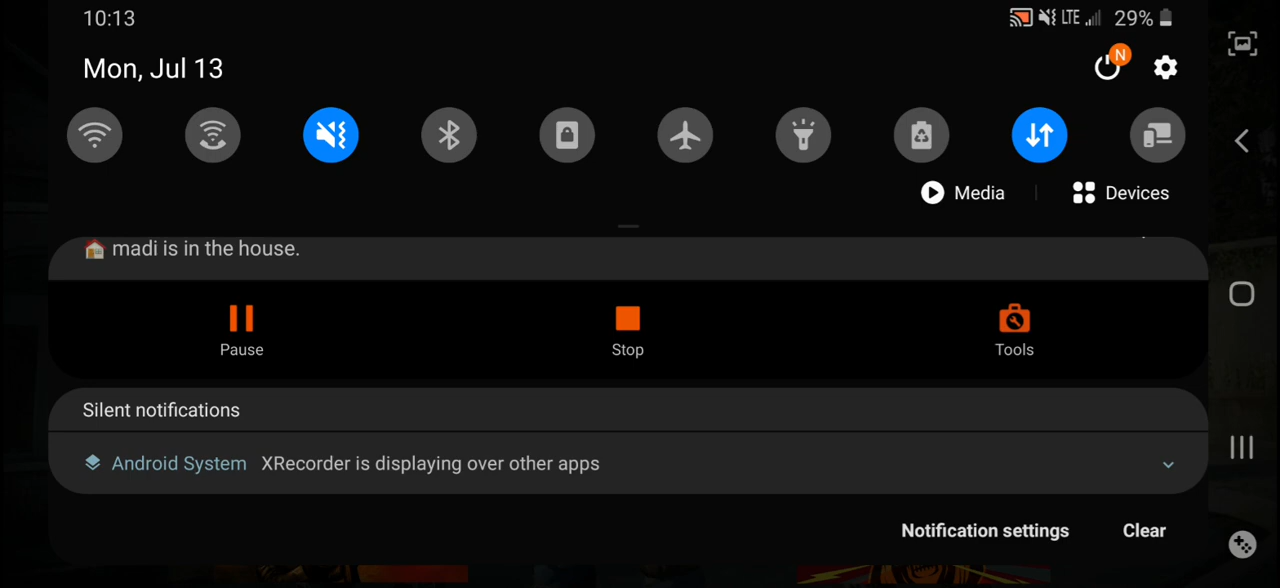 10:13 LTE 29%
Mon, Jul 13
N
Media Devices
madi is in the house.
Pause Stop Tools
Silent notifications
Android System XRecorder is displaying over other apps
Notification settings Clear